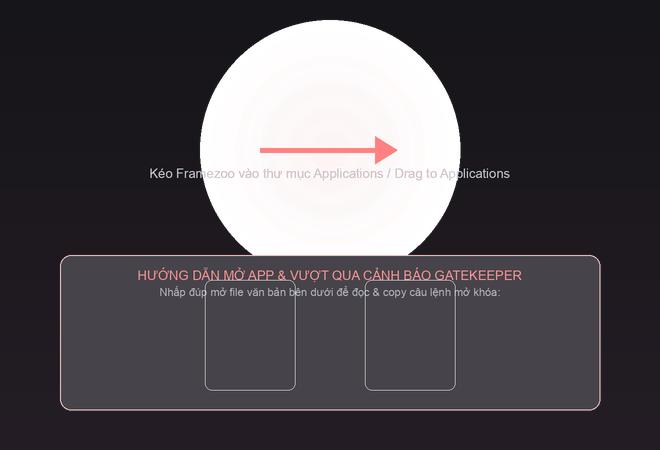 Kéo Framezoo vào thư mục Applications / Drag to Applications
HƯỚNG DẪN MỞ APP & VƯỢT QUA CẢNH BÁO GATEKEEPER
Nhấp đúp mở file văn bản bên dưới để đọc & copy câu lệnh mở khóa: